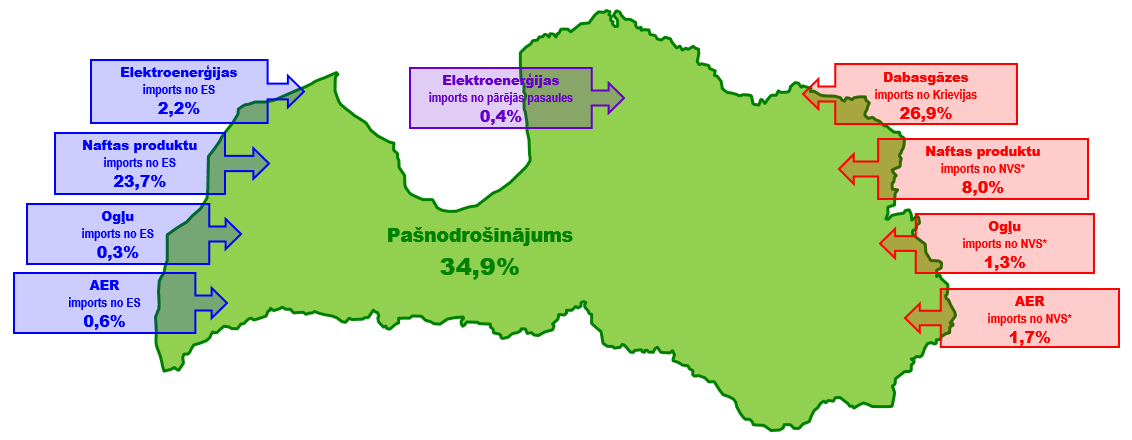 Elektroenerģijas
imports no ES
2,2%
Naftas produktu
imports no ES
23,7%
Ogļu
imports no ES
0,3%
AER
imports no ES
0,6%
Elektroenerģijas
imports no pārējās pasaules
0,4%
Pašnodrošinājums
34,9%
Dabasgāzes
imports no Krievijas
26,9%
Naftas produktu
imports no NVS*
8,0%
Ogļu
imports no NVS*
1,3%
AER
imports no NVS*
1,7%